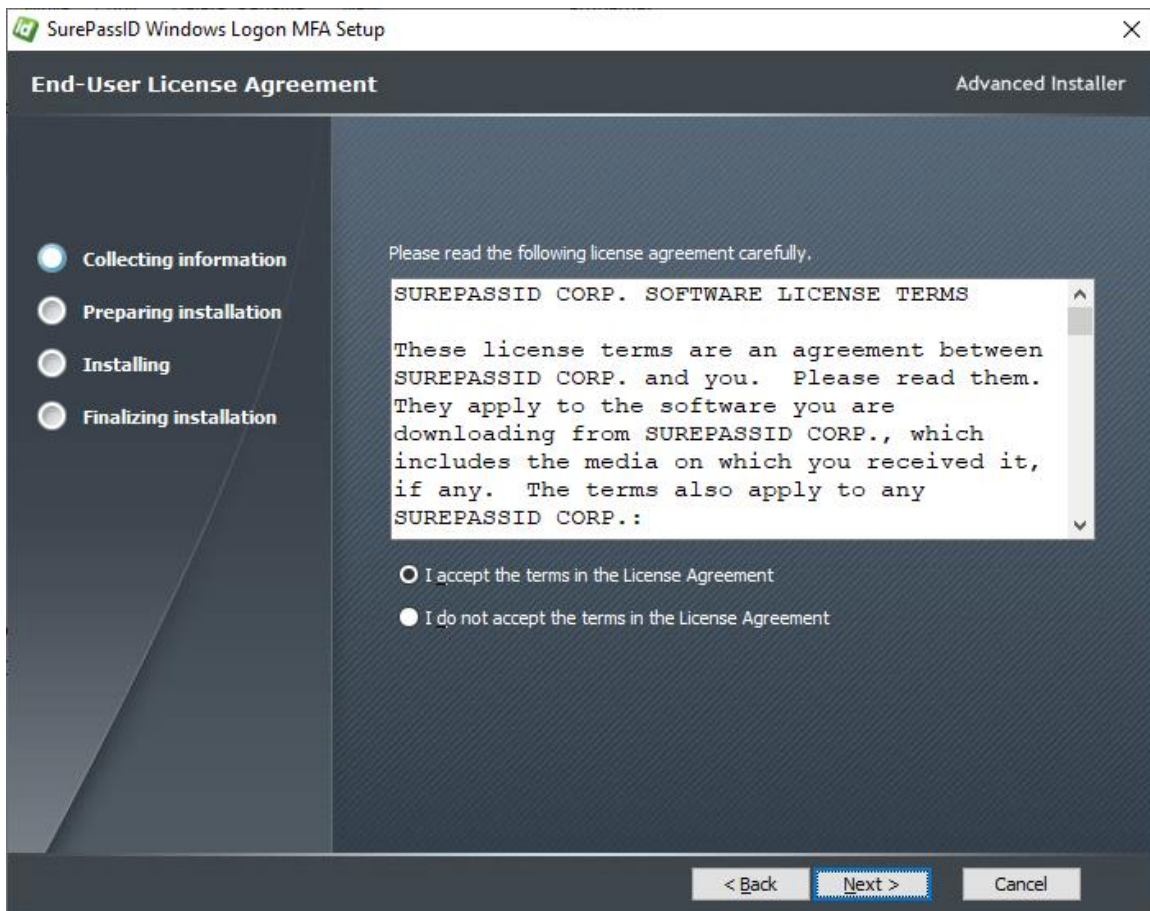 SurePassID Windows Logon MFA Setup
End-User License Agreement
Advanced Installer
Collecting information
Preparing installation
Installing
Finalizing installation
Please read the following license agreement carefully.
SUREPASSID CORP. SOFTWARE LICENSE TERMS
These license terms are an agreement between
SUREPASSID CORP. and you.  Please read them.
They apply to the software you are
downloading from SUREPASSID CORP., which
includes the media on which you received it,
if any.  The terms also apply to any
SUREPASSID CORP.:
I accept the terms in the License Agreement
I do not accept the terms in the License Agreement
< Back
Next >
Cancel